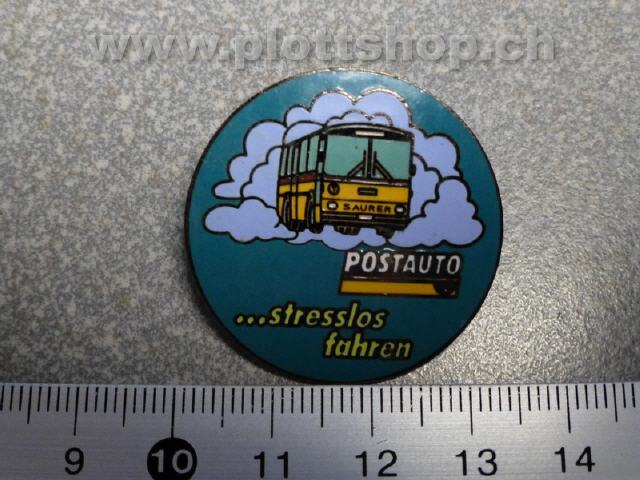 www.plottshop.ch
SAURER
POSTAUTO
...stresslos
fahren
9 10 11 12 13 14